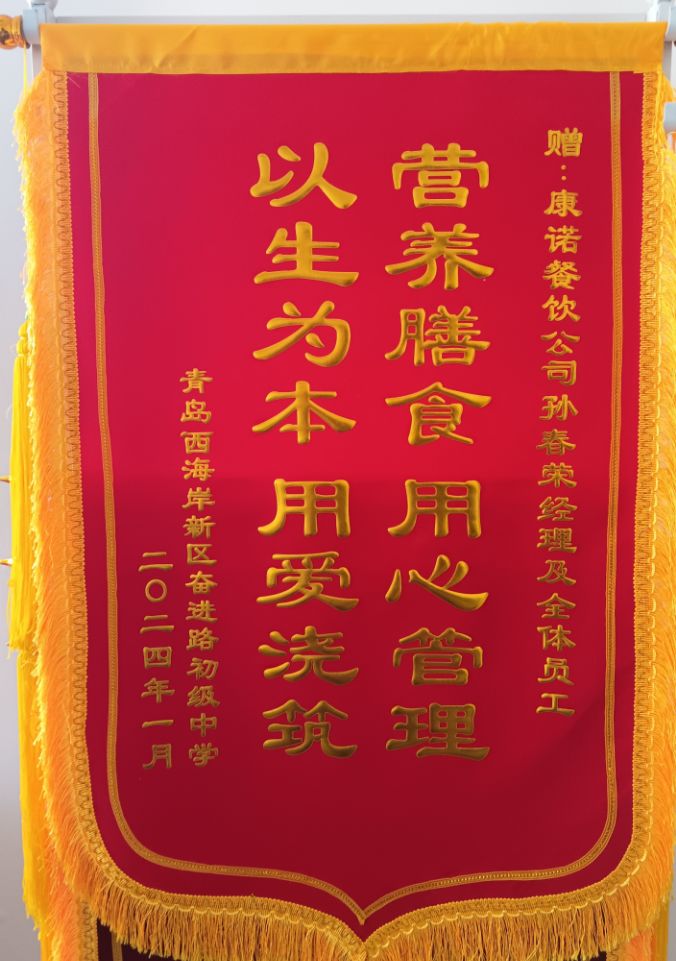 赠：康诺餐饮公司孙春荣经理及全体员工
营养膳食 用心管理
以生为本 用爱浇筑
青岛西海岸新区奋进路初级中学
二〇二四年一月